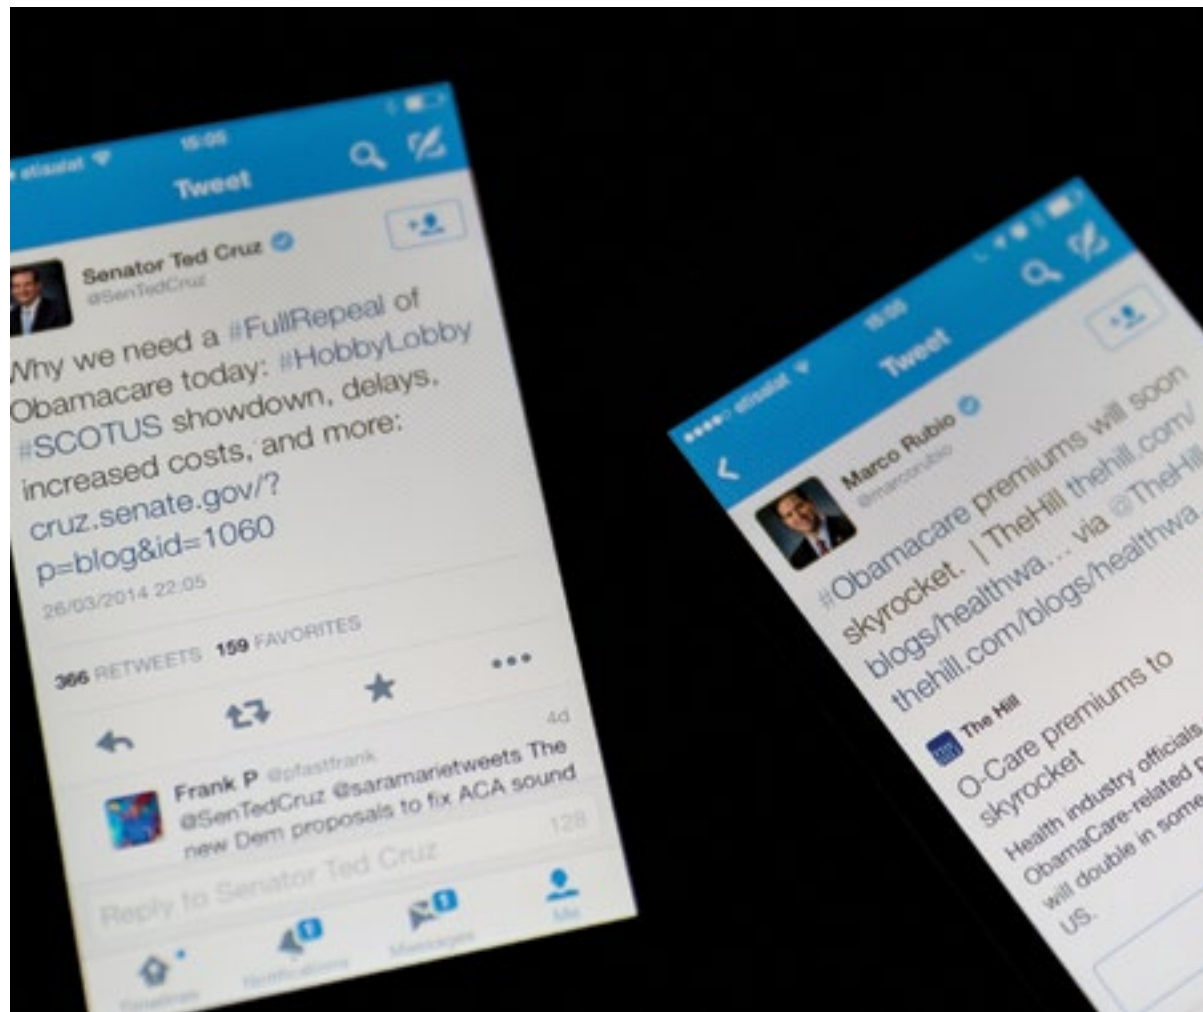 etisalat 15:05
Tweet
Senator Ted Cruz
@SenTedCruz
Why we need a #FullRepeal of
Obamacare today: #HobbyLobby
#SCOTUS showdown, delays,
increased costs, and more:
cruz.senate.gov/?
p=blog&id=1060
26/03/2014 22:05
366 RETWEETS 159 FAVORITES
4d
Frank P @pfastfrank
@SenTedCruz @saramarietweets The
new Dem proposals to fix ACA sound
Reply to Senator Ted Cruz 128
1 1
Timelines Notifications Messages Me
etisalat 15:05
Tweet
Marco Rubio
@marcorubio
#Obamacare premiums will soon
skyrocket. | TheHill thehill.com/
blogs/healthwa... via @TheHill
thehill.com/blogs/healthwa
The Hill
O-Care premiums to
skyrocket
Health industry officials
ObamaCare-related p
will double in some
US.